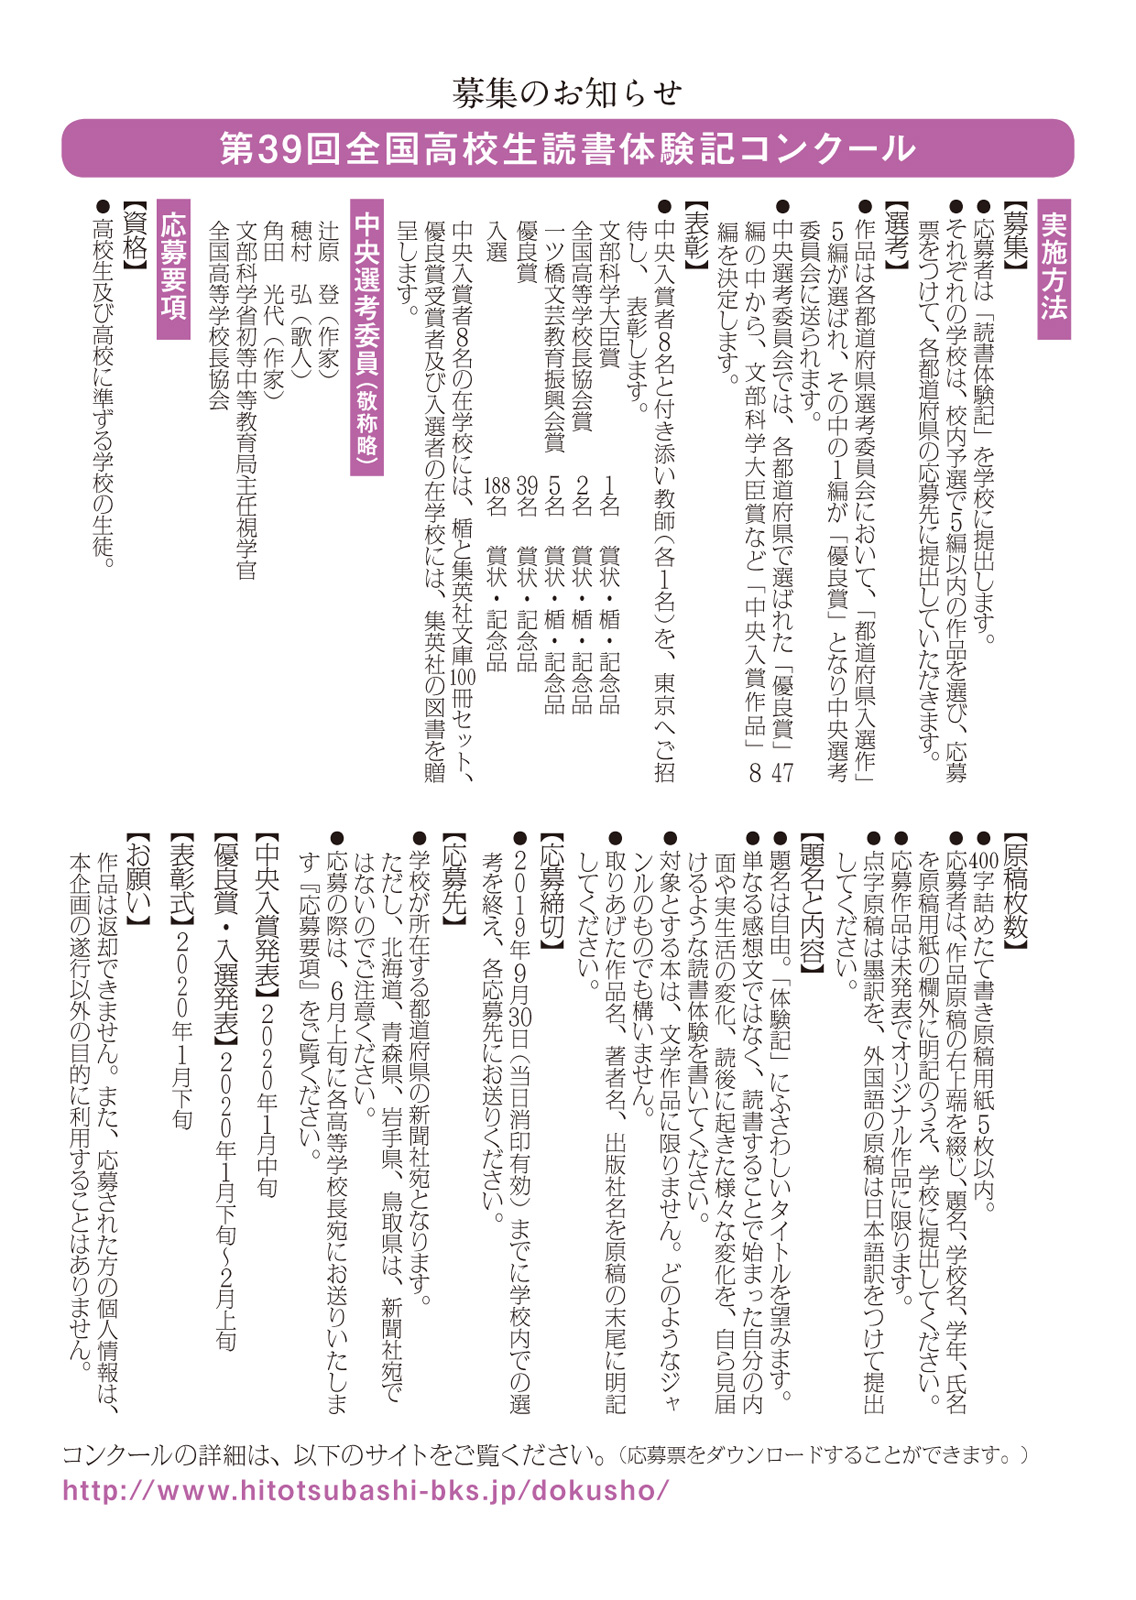 募集のお知らせ
第39回全国高校生読書体験記コンクール
実施方法
【募集】
●応募者は「読書体験記」を学校に提出します。
●それぞれの学校は、校内予選で5編以内の作品を選び、応募
票をつけて、各都道府県の応募先に提出していただきます。
【選考】
●作品は各都道府県選考委員会において、「都道府県入選作」
5編が選ばれ、その中の1編が「優良賞」となり中央選考
委員会に送られます。
●中央選考委員会では、各都道府県で選ばれた「優良賞」47
編の中から、文部科学大臣賞など「中央入賞作品」8
編を決定します。
【表彰】
●中央入賞者8名と付き添い教師(各1名)を、東京へご招
待し、表彰します。
文部科学大臣賞 1名 賞状・楯・記念品
全国高等学校長協会賞 2名 賞状・楯・記念品
一ツ橋文芸教育振興会賞 5名 賞状・楯・記念品
優良賞 39名 賞状・記念品
入選 188名 賞状・記念品
中央入賞者8名の在学校には、楯と集英社文庫100冊セット、
優良賞受賞者及び入選者の在学校には、集英社の図書を贈
呈します。
中央選考委員(敬称略)
辻原 登(作家)
穂村 弘(歌人)
角田 光代(作家)
文部科学省初等中等教育局主任視学官
全国高等学校長協会
応募要項
【資格】
●高校生及び高校に準ずる学校の生徒。
【原稿枚数】
●400字詰めたて書き原稿用紙5枚以内。
●応募者は、作品原稿の右上端を綴じ、題名、学校名、学年、氏名
を原稿用紙の欄外に明記のうえ、学校に提出してください。
●応募作品は未発表でオリジナル作品に限ります。
●点字原稿は墨訳を、外国語の原稿は日本語訳をつけて提出
してください。
【題名と内容】
●題名は自由。「体験記」にふさわしいタイトルを望みます。
●単なる感想文ではなく、読書することで始まった自分の内
面や実生活の変化、読後に起きた様々な変化を、自ら見届
けるような読書体験を書いてください。
●対象とする本は、文学作品に限りません。どのようなジャ
ンルのものでも構いません。
●取りあげた作品名、著者名、出版社名を原稿の末尾に明記
してください。
【応募締切】
●2019年9月30日(当日消印有効)までに学校内での選
考を終え、各応募先にお送りください。
【応募先】
●学校が所在する都道府県の新聞社宛となります。
ただし、北海道、青森県、岩手県、鳥取県は、新聞社宛で
はないのでご注意ください。
●応募の際は、6月上旬に各高等学校長宛にお送りいたしま
す『応募要項』をご覧ください。
【中央入賞発表】2020年1月中旬
【優良賞・入選発表】2020年1月下旬~2月上旬
【表彰式】2020年1月下旬
【お願い】
作品は返却できません。また、応募された方の個人情報は、
本企画の遂行以外の目的に利用することはありません。
コンクールの詳細は、以下のサイトをご覧ください。(応募票をダウンロードすることができます。)
http://www.hitotsubashi-bks.jp/dokusho/